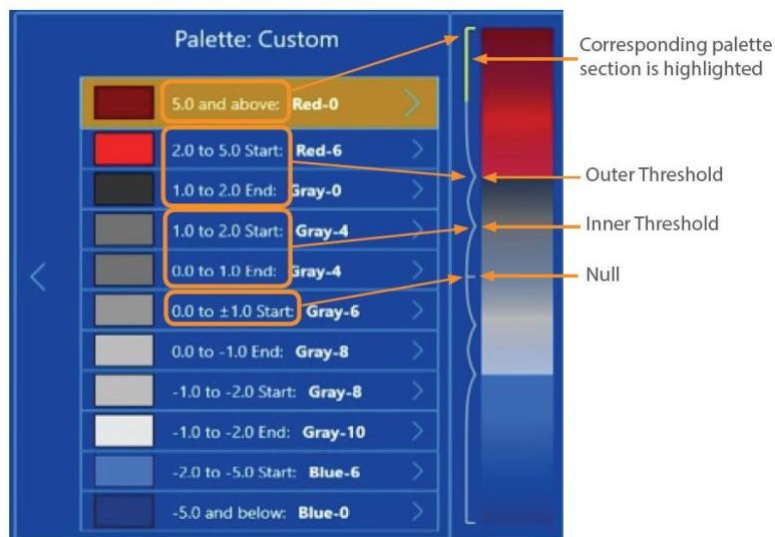 Palette: Custom
5.0 and above: Red-0
2.0 to 5.0 Start: Red-6
1.0 to 2.0 End: Gray-0
1.0 to 2.0 Start: Gray-4
0.0 to 1.0 End: Gray-4
0.0 to ±1.0 Start: Gray-6
0.0 to -1.0 End: Gray-8
-1.0 to -2.0 Start: Gray-8
-1.0 to -2.0 End: Gray-10
-2.0 to -5.0 Start: Blue-6
-5.0 and below: Blue-0
Corresponding palette
section is highlighted
Outer Threshold
Inner Threshold
Null